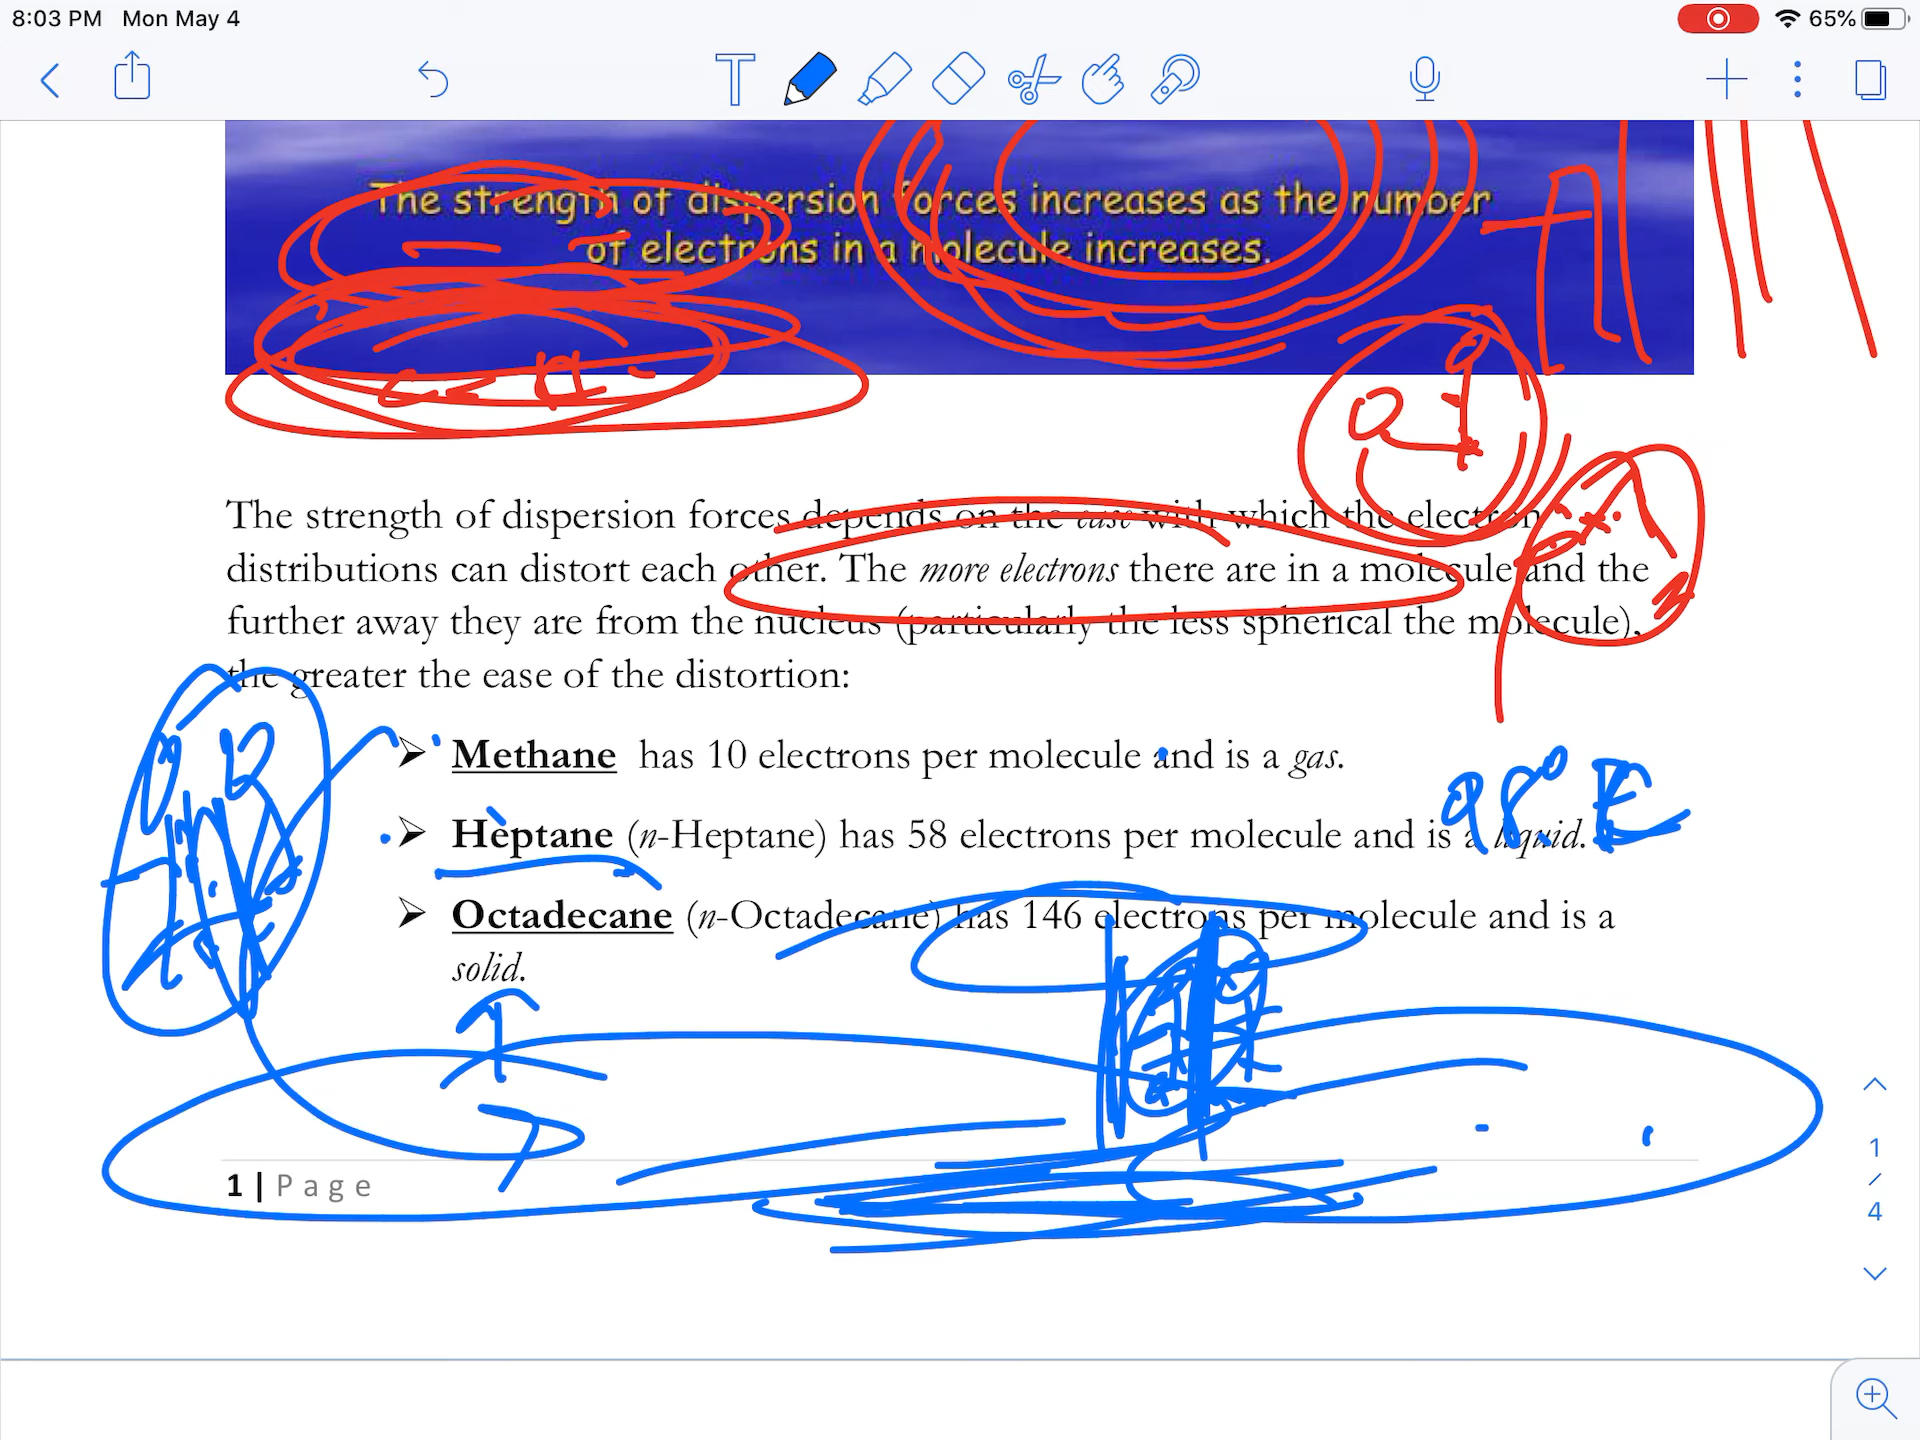 8:03 PM Mon May 4
65%
The strength of dispersion forces increases as the number
of electrons in a molecule increases.
The strength of dispersion forces depends on the ease with which the electron
distributions can distort each other. The more electrons there are in a molecule and the
further away they are from the nucleus (particularly the less spherical the molecule),
the greater the ease of the distortion:
➢ Methane has 10 electrons per molecule and is a gas.
➢ Heptane (n-Heptane) has 58 electrons per molecule and is a liquid.
➢ Octadecane (n-Octadecane) has 146 electrons per molecule and is a
solid.
1 | Page
1
/
4